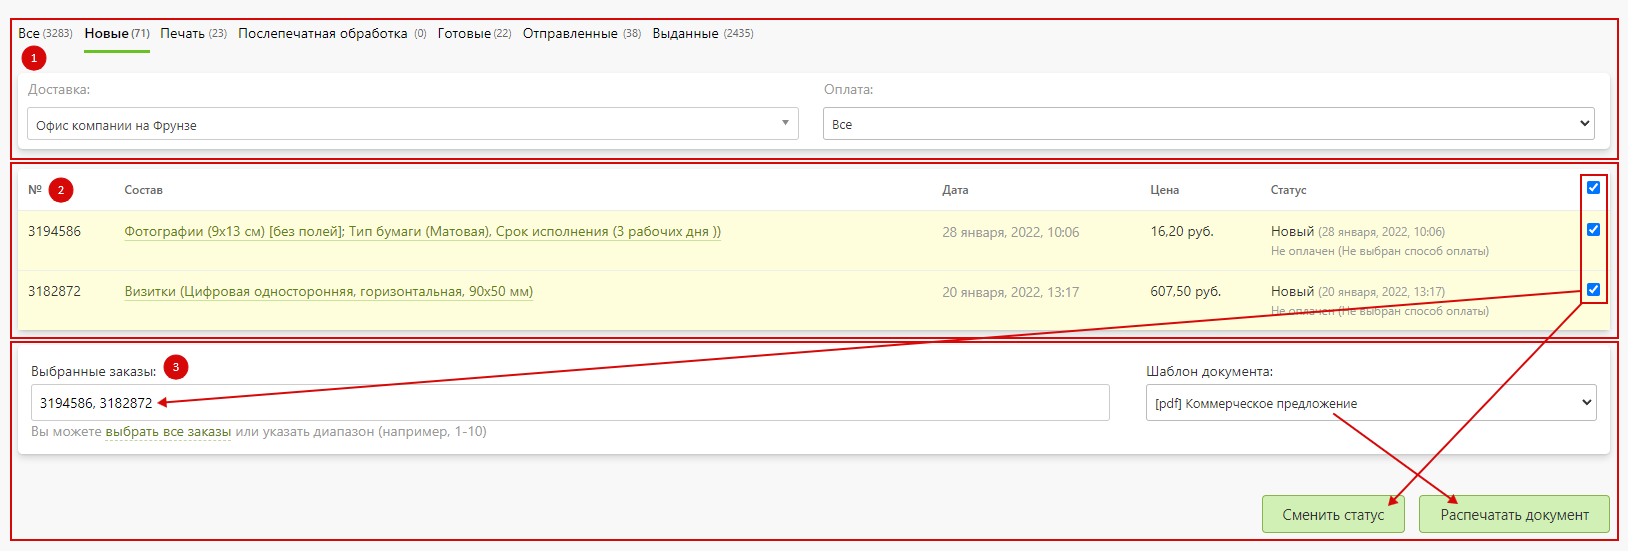 Все (3283) Новые (71) Печать (23) Послепечатная обработка (0) Готовые (22) Отправленные (38) Выданные (2435)
1
Доставка: Оплата:
Офис компании на Фрунзе Все
№ 2 Состав Дата Цена Статус
3194586 Фотографии (9x13 см) [без полей]; Тип бумаги (Матовая), Срок исполнения (3 рабочих дня )) 28 января, 2022, 10:06 16,20 руб. Новый (28 января, 2022, 10:06)
Не оплачен (Не выбран способ оплаты)
3182872 Визитки (Цифровая односторонняя, горизонтальная, 90x50 мм) 20 января, 2022, 13:17 607,50 руб. Новый (20 января, 2022, 13:17)
Не оплачен (Не выбран способ оплаты)
Выбранные заказы: 3 Шаблон документа:
3194586, 3182872 [pdf] Коммерческое предложение
Вы можете выбрать все заказы или указать диапазон (например, 1-10)
Сменить статус Распечатать документ